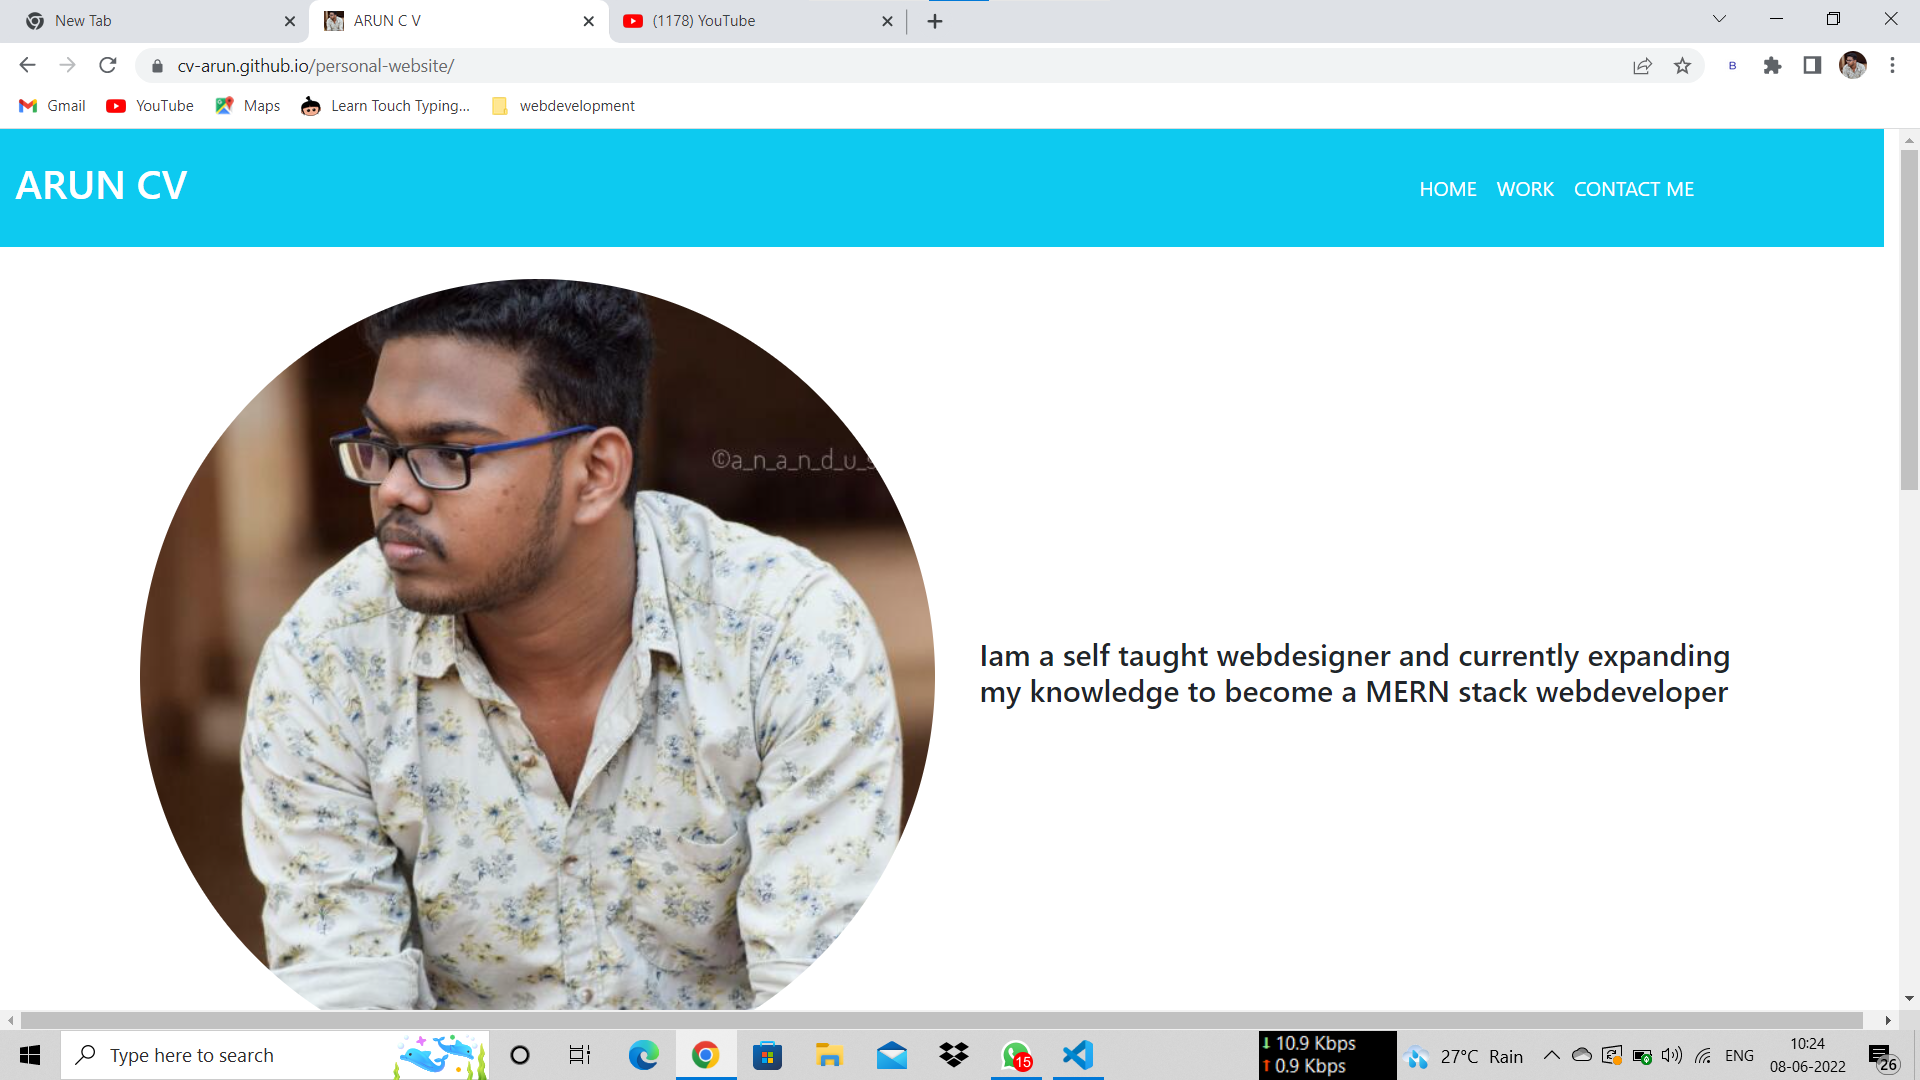 New Tab
ARUN C V
(1178) YouTube
cv-arun.github.io/personal-website/
B
Gmail
YouTube
Maps
Learn Touch Typing...
webdevelopment
ARUN CV
HOME WORK CONTACT ME
©a_n_a_n_d_u_s
Iam a self taught webdesigner and currently expanding
my knowledge to become a MERN stack webdeveloper
Type here to search
15
↓ 10.9 Kbps
↑ 0.9 Kbps
27°C Rain
ENG
10:24
08-06-2022
26